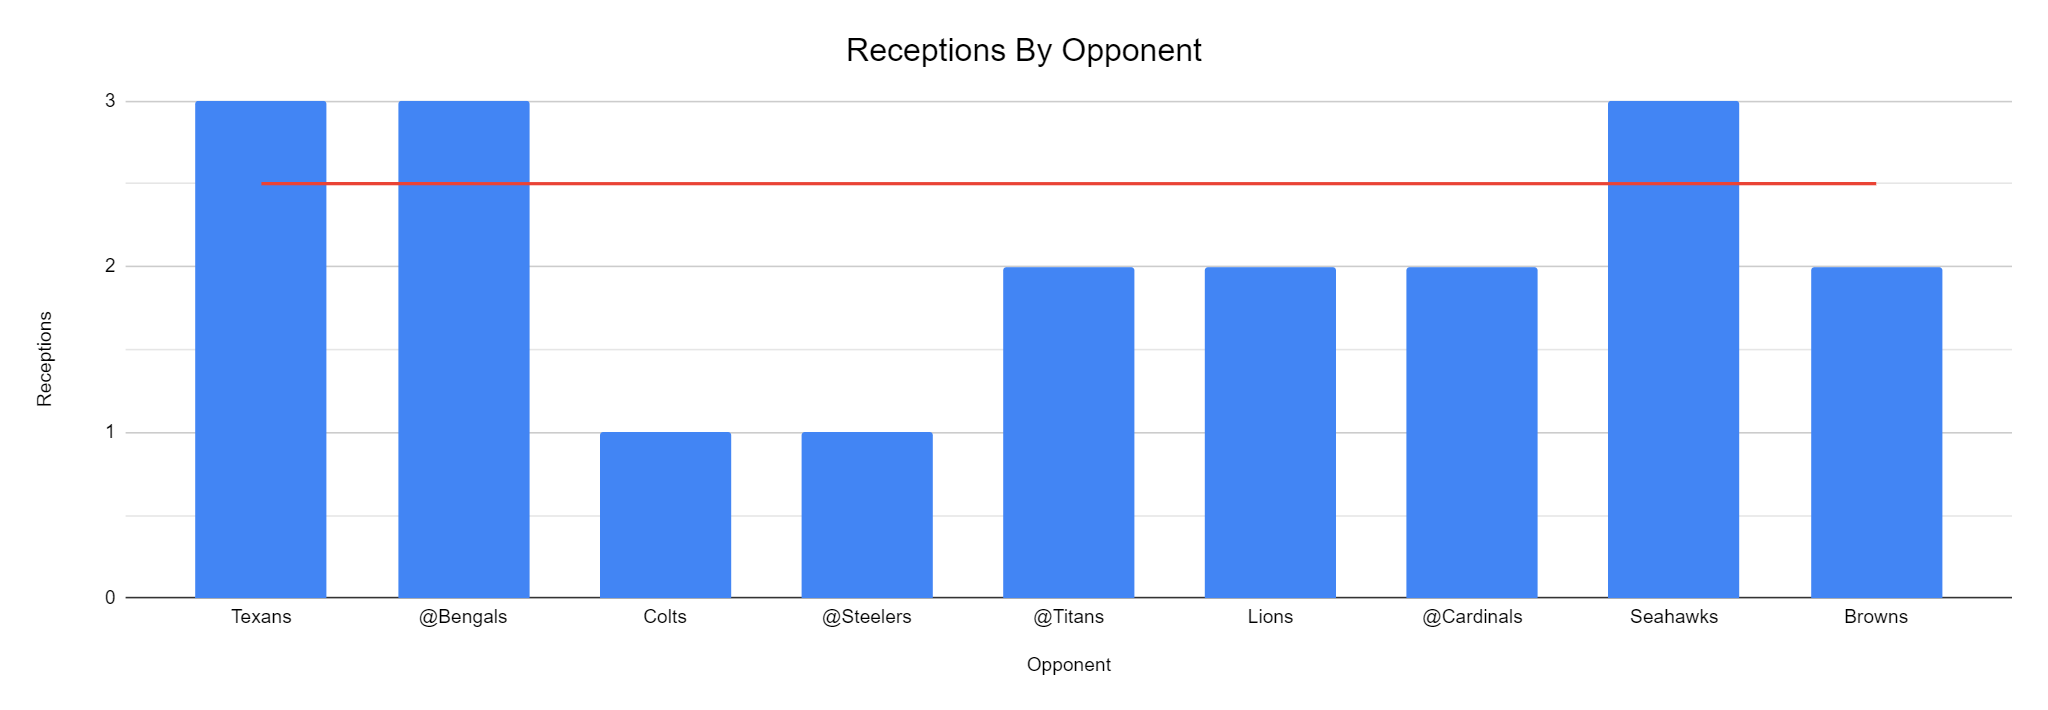 Receptions By Opponent
3
2
1
0
Receptions
Texans @Bengals Colts @Steelers @Titans Lions @Cardinals Seahawks Browns
Opponent